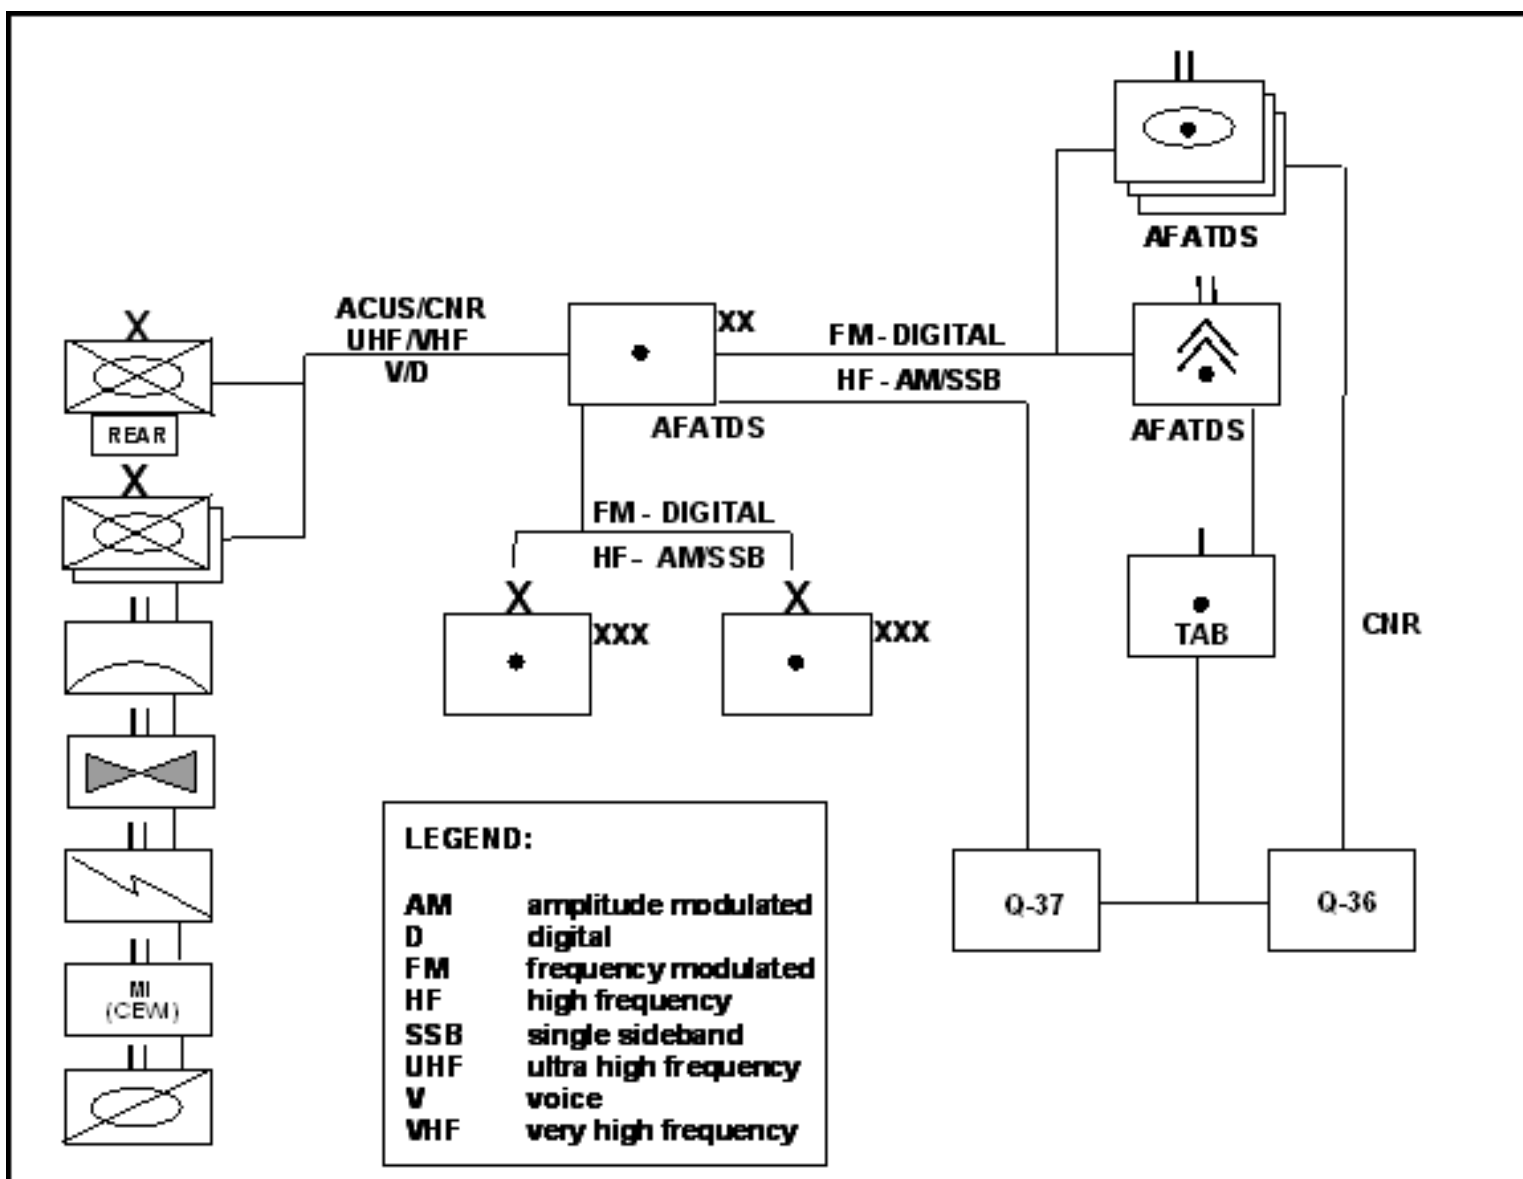 AFATDS
ACUS/CNR
UHF/VHF
V/D
X
REAR
XX
AFATDS
FM - DIGITAL
HF - AM/SSB
AFATDS
X
FM - DIGITAL
HF - AM/SSB
X
XXX
X
XXX
TAB
CNR
Q-37
Q-36
MI
(CEWI)
LEGEND:
AM amplitude modulated
D digital
FM frequency modulated
HF high frequency
SSB single sideband
UHF ultra high frequency
V voice
VHF very high frequency